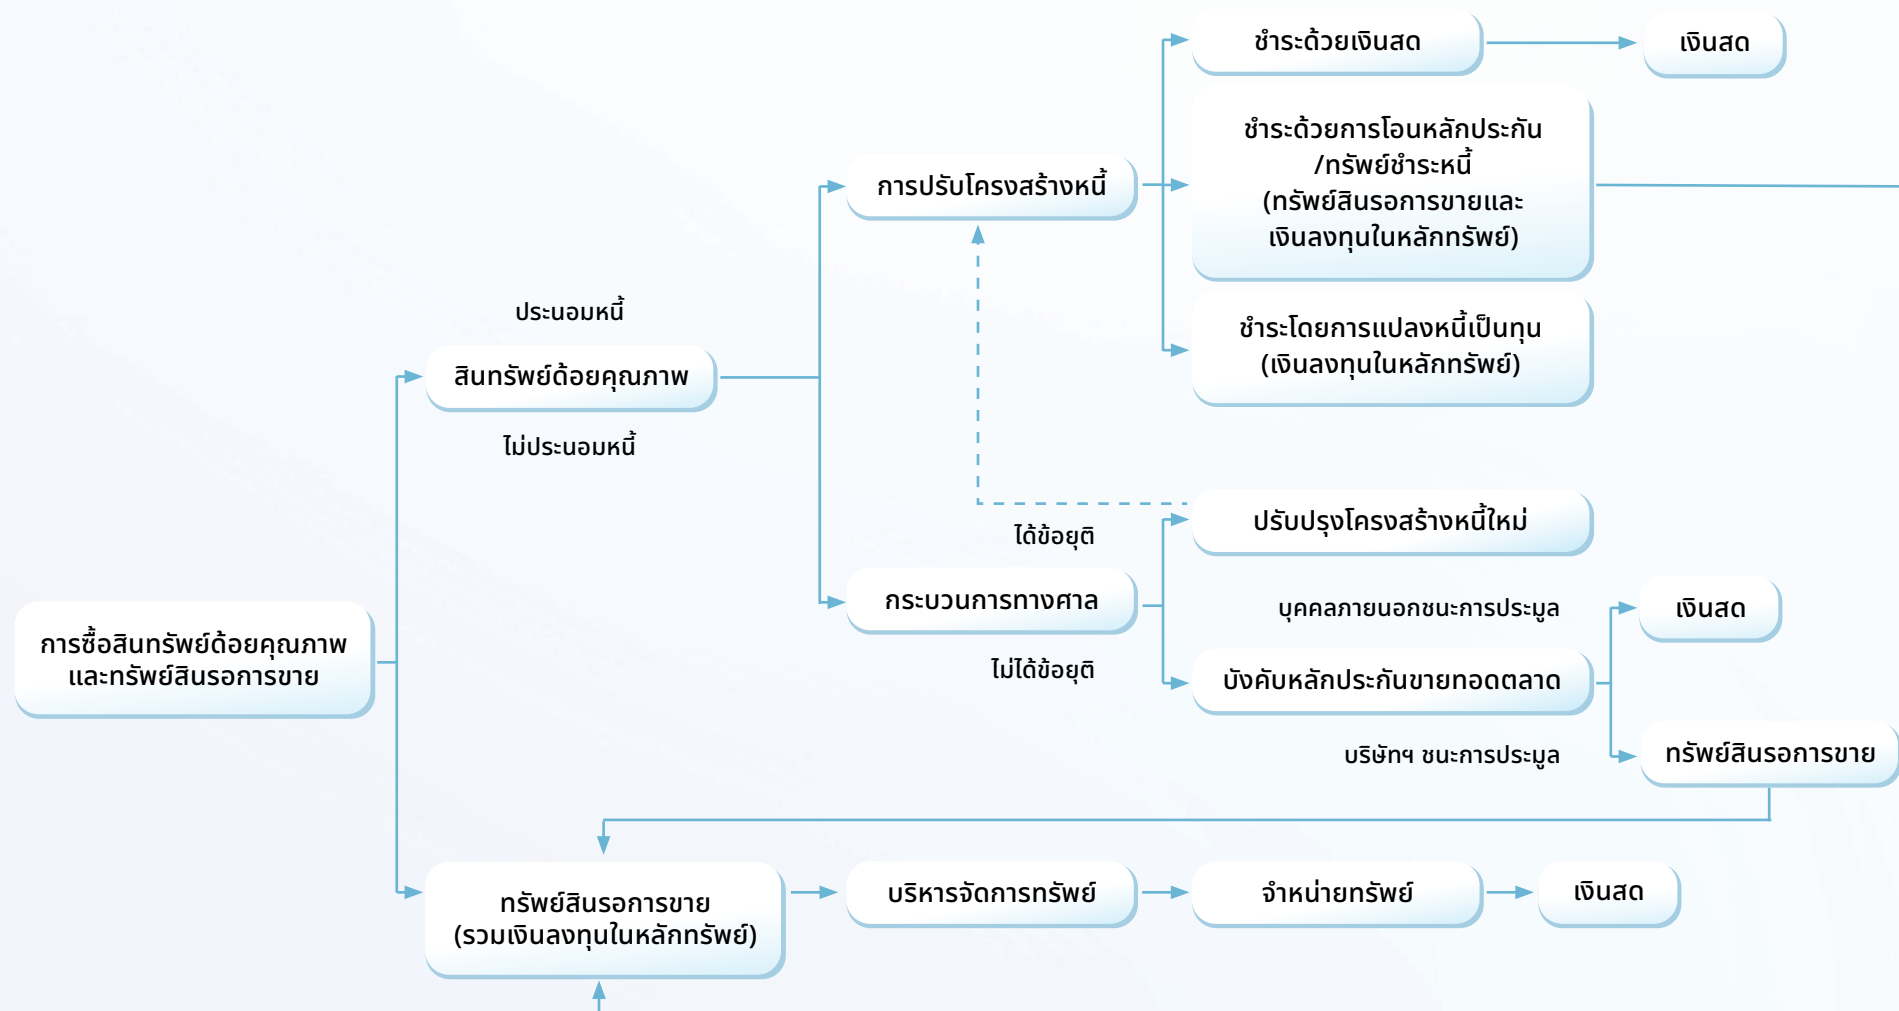 ชำระด้วยเงินสด
เงินสด
ชำระด้วยการโอนหลักประกัน
/ทรัพย์ชำระหนี้
(ทรัพย์สินรอการขายและ
เงินลงทุนในหลักทรัพย์)
การปรับโครงสร้างหนี้
ประนอมหนี้
ชำระโดยการแปลงหนี้เป็นทุน
(เงินลงทุนในหลักทรัพย์)
สินทรัพย์ด้อยคุณภาพ
ไม่ประนอมหนี้
ปรับปรุงโครงสร้างหนี้ใหม่
ได้ข้อยุติ
กระบวนการทางศาล
บุคคลภายนอกชนะการประมูล
เงินสด
การซื้อสินทรัพย์ด้อยคุณภาพ
และทรัพย์สินรอการขาย
ไม่ได้ข้อยุติ
บังคับหลักประกันขายทอดตลาด
บริษัทฯ ชนะการประมูล
ทรัพย์สินรอการขาย
ทรัพย์สินรอการขาย
(รวมเงินลงทุนในหลักทรัพย์)
บริหารจัดการทรัพย์
จำหน่ายทรัพย์
เงินสด